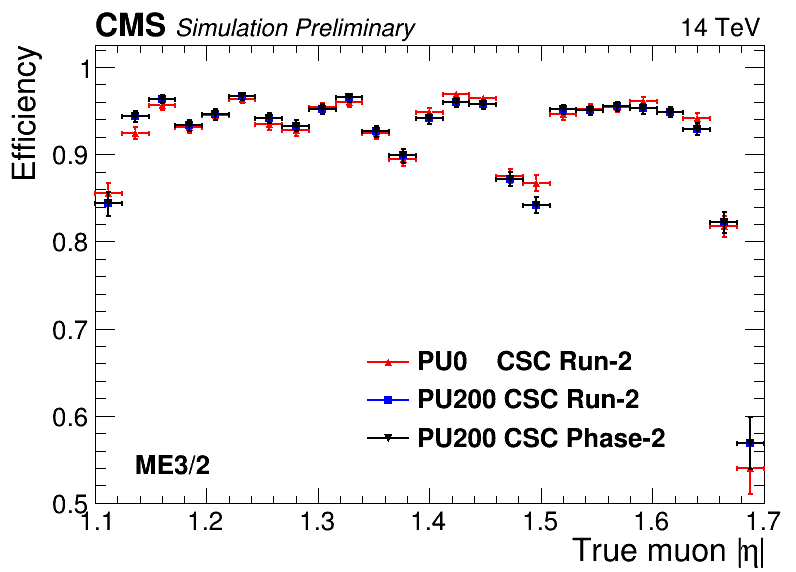 CMS Simulation Preliminary 14 TeV
Efficiency
1
0.9
0.8
0.7
0.6
0.5
PU0 CSC Run-2
PU200 CSC Run-2
PU200 CSC Phase-2
ME3/2
1.1 1.2 1.3 1.4 1.5 1.6 1.7
True muon |η|